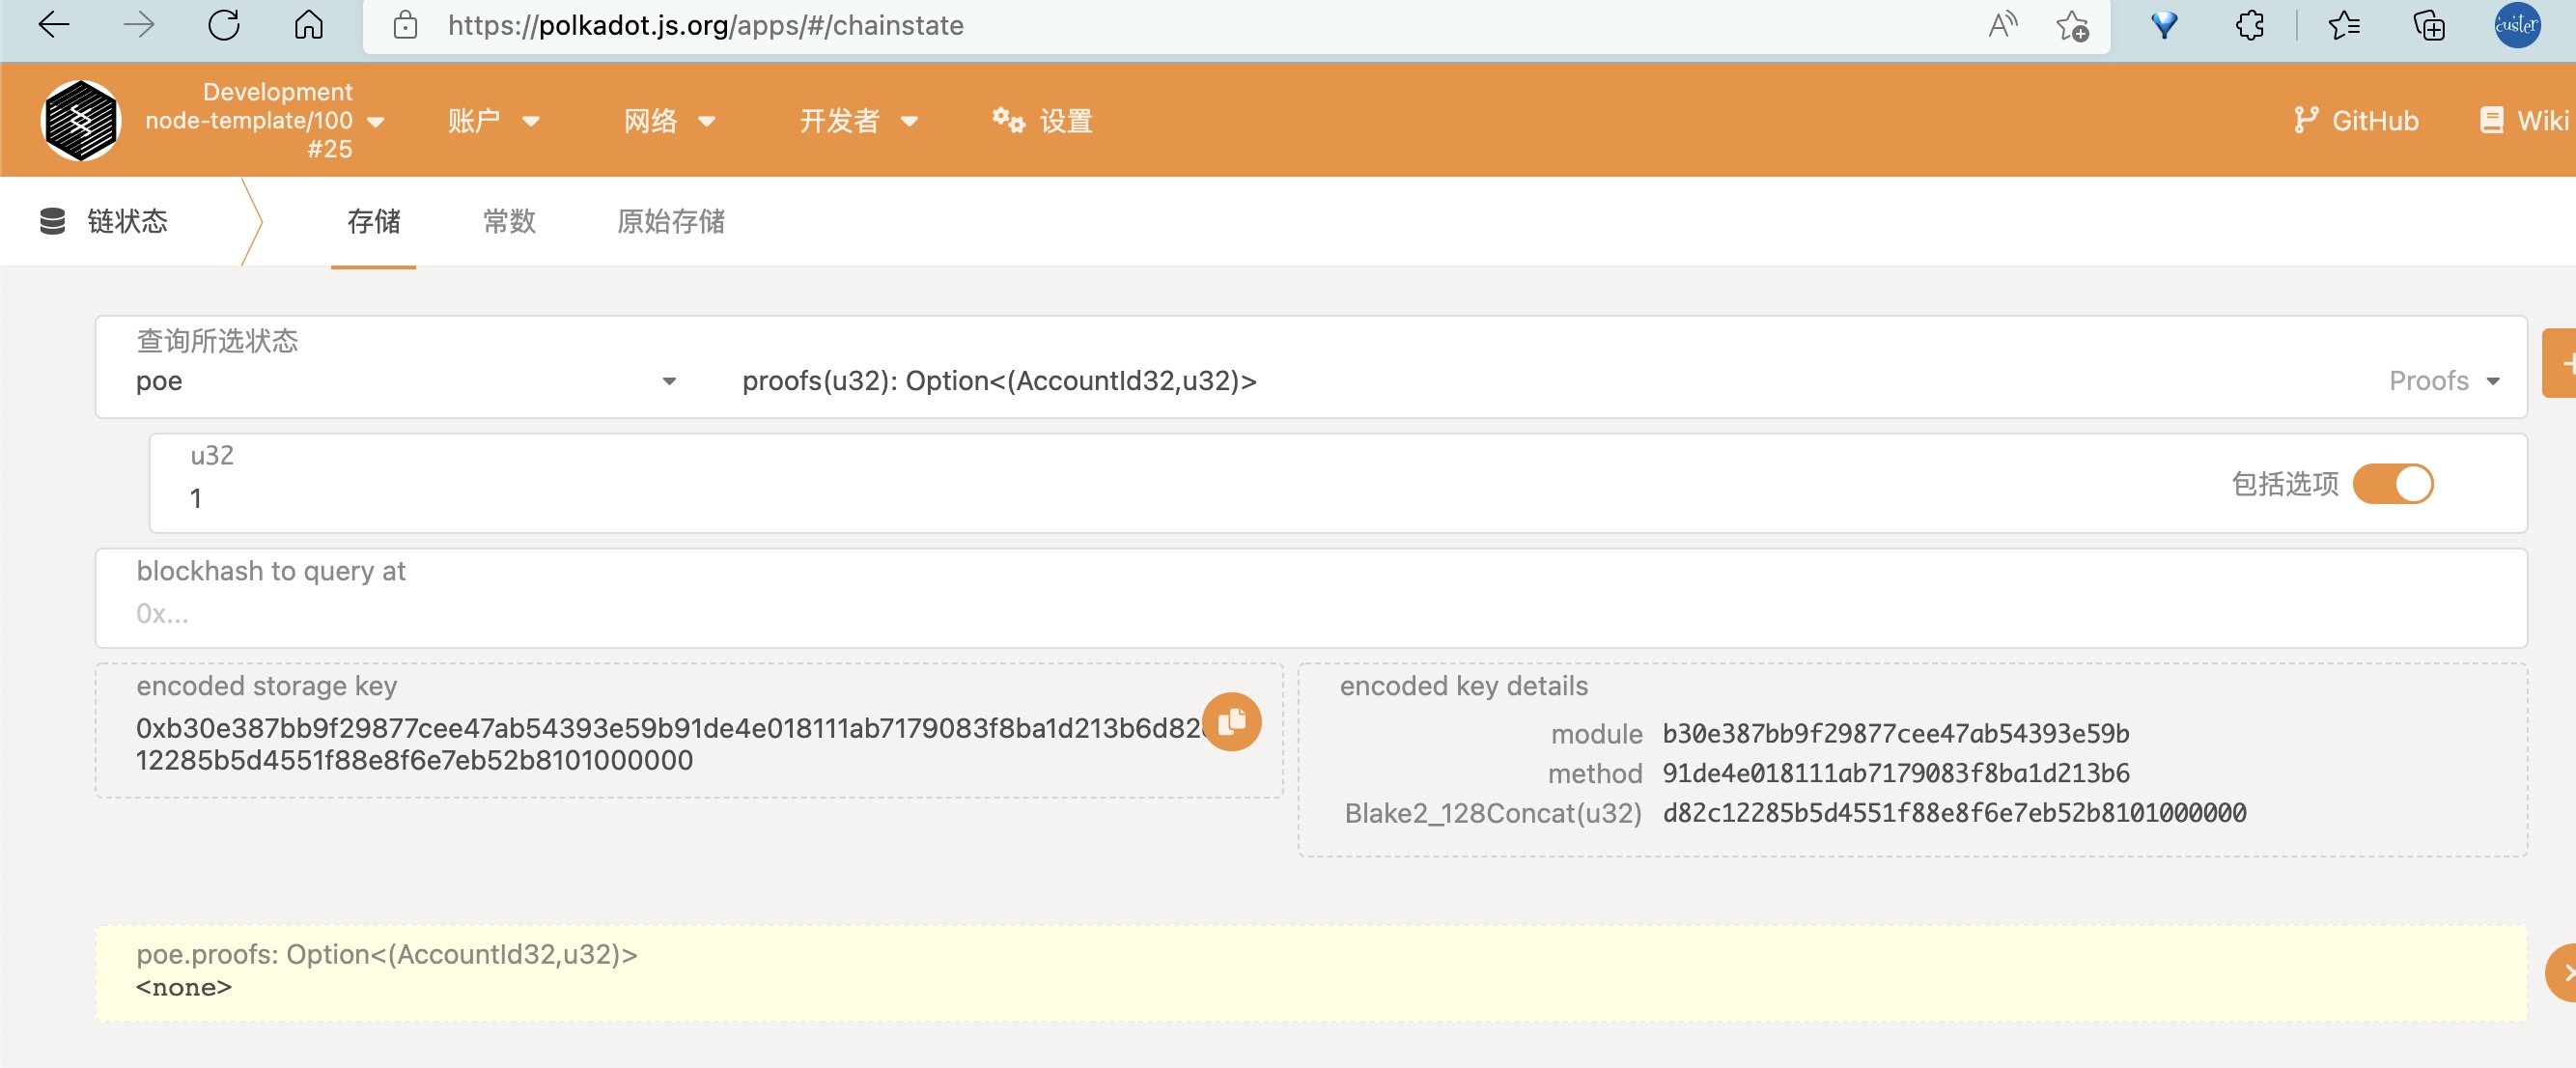 https://polkadot.js.org/apps/#/chainstate
custer
Development
node-template/100
#25
账户
网络
开发者
设置
GitHub
Wiki
链状态
存储
常数
原始存储
查询所选状态
poe
proofs(u32): Option<(AccountId32,u32)>
Proofs
u32
1
包括选项
blockhash to query at
0x...
encoded storage key
0xb30e387bb9f29877cee47ab54393e59b91de4e018111ab7179083f8ba1d213b6d82
12285b5d4551f88e8f6e7eb52b8101000000
encoded key details
module b30e387bb9f29877cee47ab54393e59b
method 91de4e018111ab7179083f8ba1d213b6
Blake2_128Concat(u32) d82c12285b5d4551f88e8f6e7eb52b8101000000
poe.proofs: Option<(AccountId32,u32)>
<none>